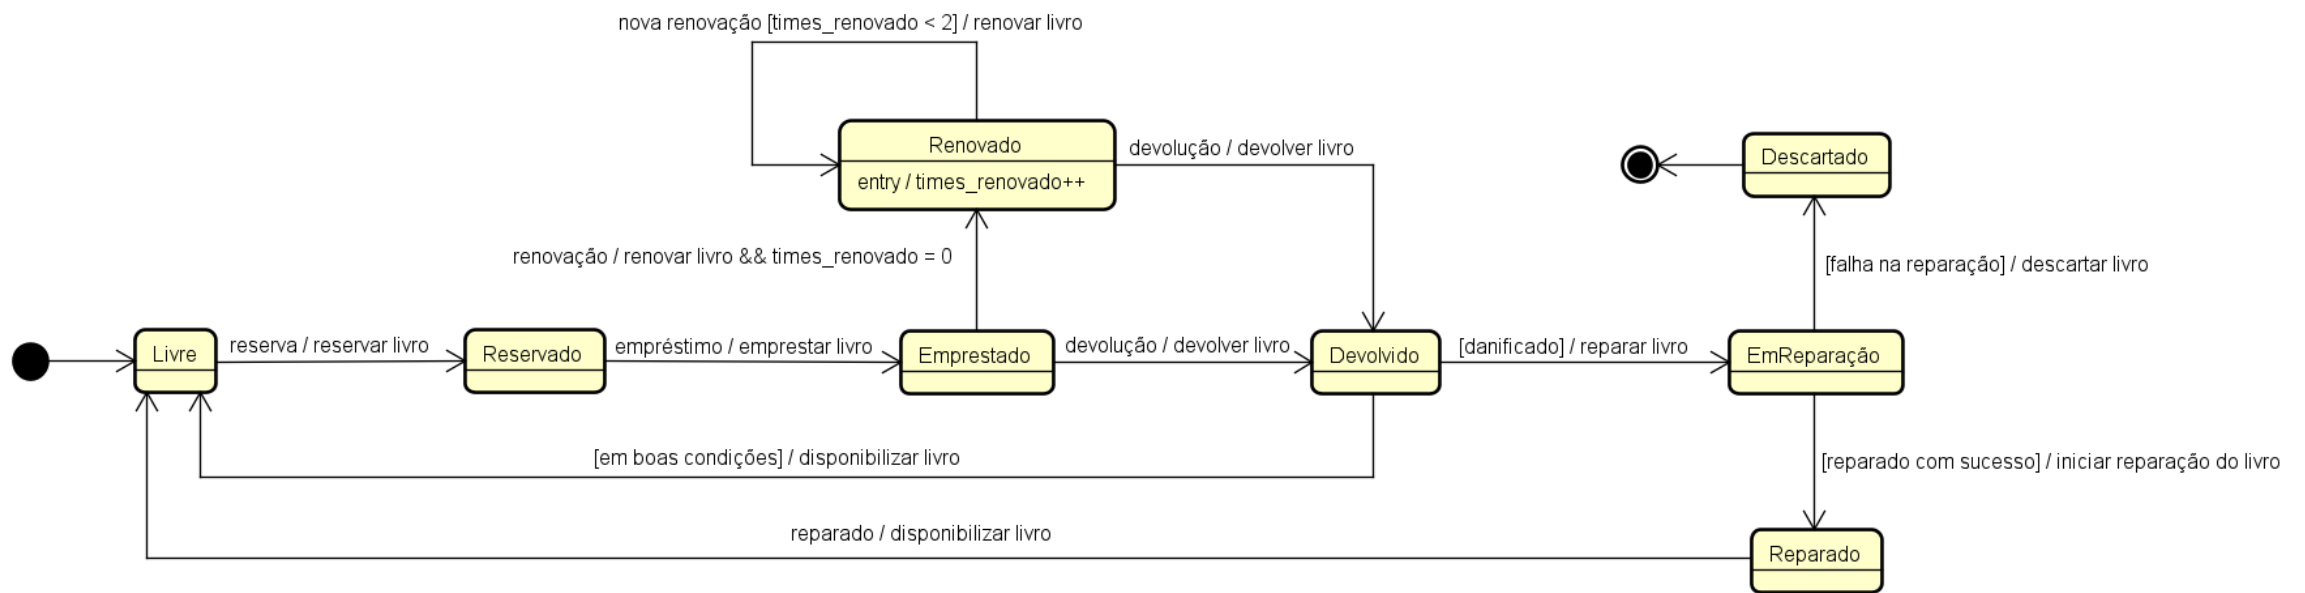 nova renovação [times_renovado < 2] / renovar livro
Renovado
entry / times_renovado++
devolução / devolver livro
Descartado
renovação / renovar livro && times_renovado = 0
[falha na reparação] / descartar livro
Livre
reserva / reservar livro
Reservado
empréstimo / emprestar livro
Emprestado
devolução / devolver livro
Devolvido
[danificado] / reparar livro
EmReparação
[em boas condições] / disponibilizar livro
[reparado com sucesso] / iniciar reparação do livro
reparado / disponibilizar livro
Reparado